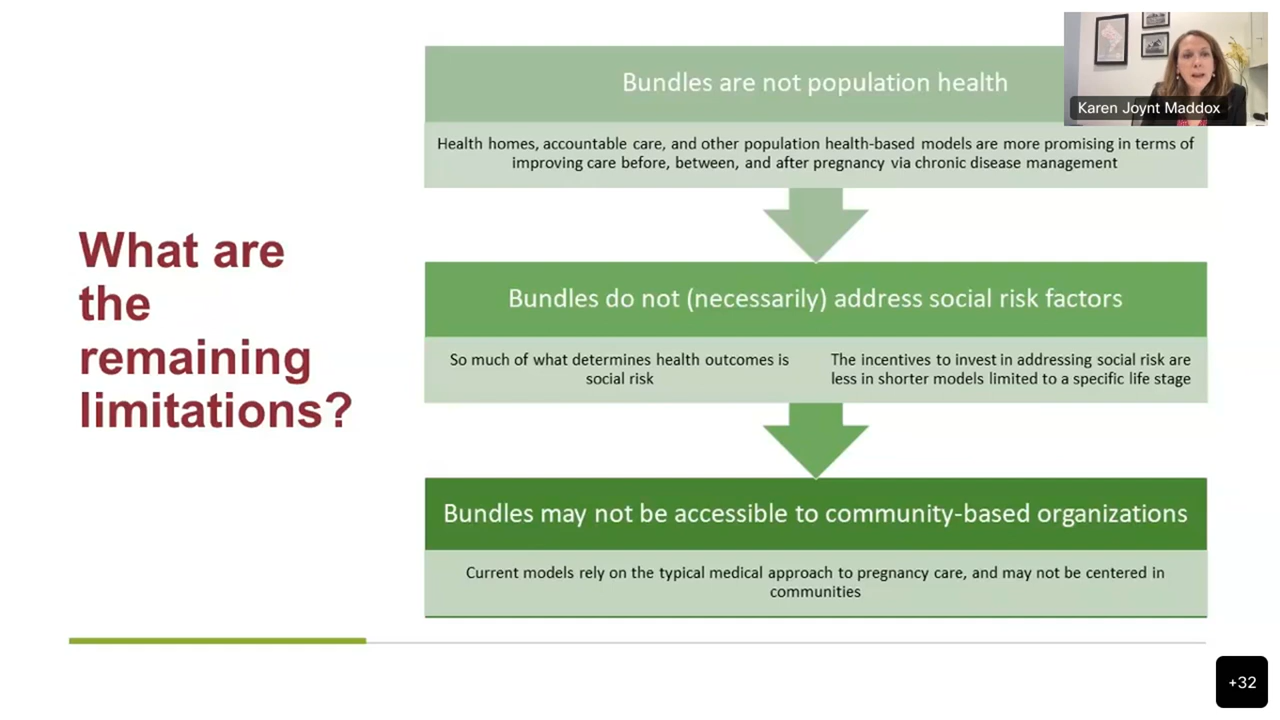 What are
the
remaining
limitations?
Bundles are not population health
Health homes, accountable care, and other population health-based models are more promising in terms of
improving care before, between, and after pregnancy via chronic disease management
Bundles do not (necessarily) address social risk factors
So much of what determines health outcomes is
social risk
The incentives to invest in addressing social risk are
less in shorter models limited to a specific life stage
Bundles may not be accessible to community-based organizations
Current models rely on the typical medical approach to pregnancy care, and may not be centered in
communities
Karen Joynt Maddox
+32